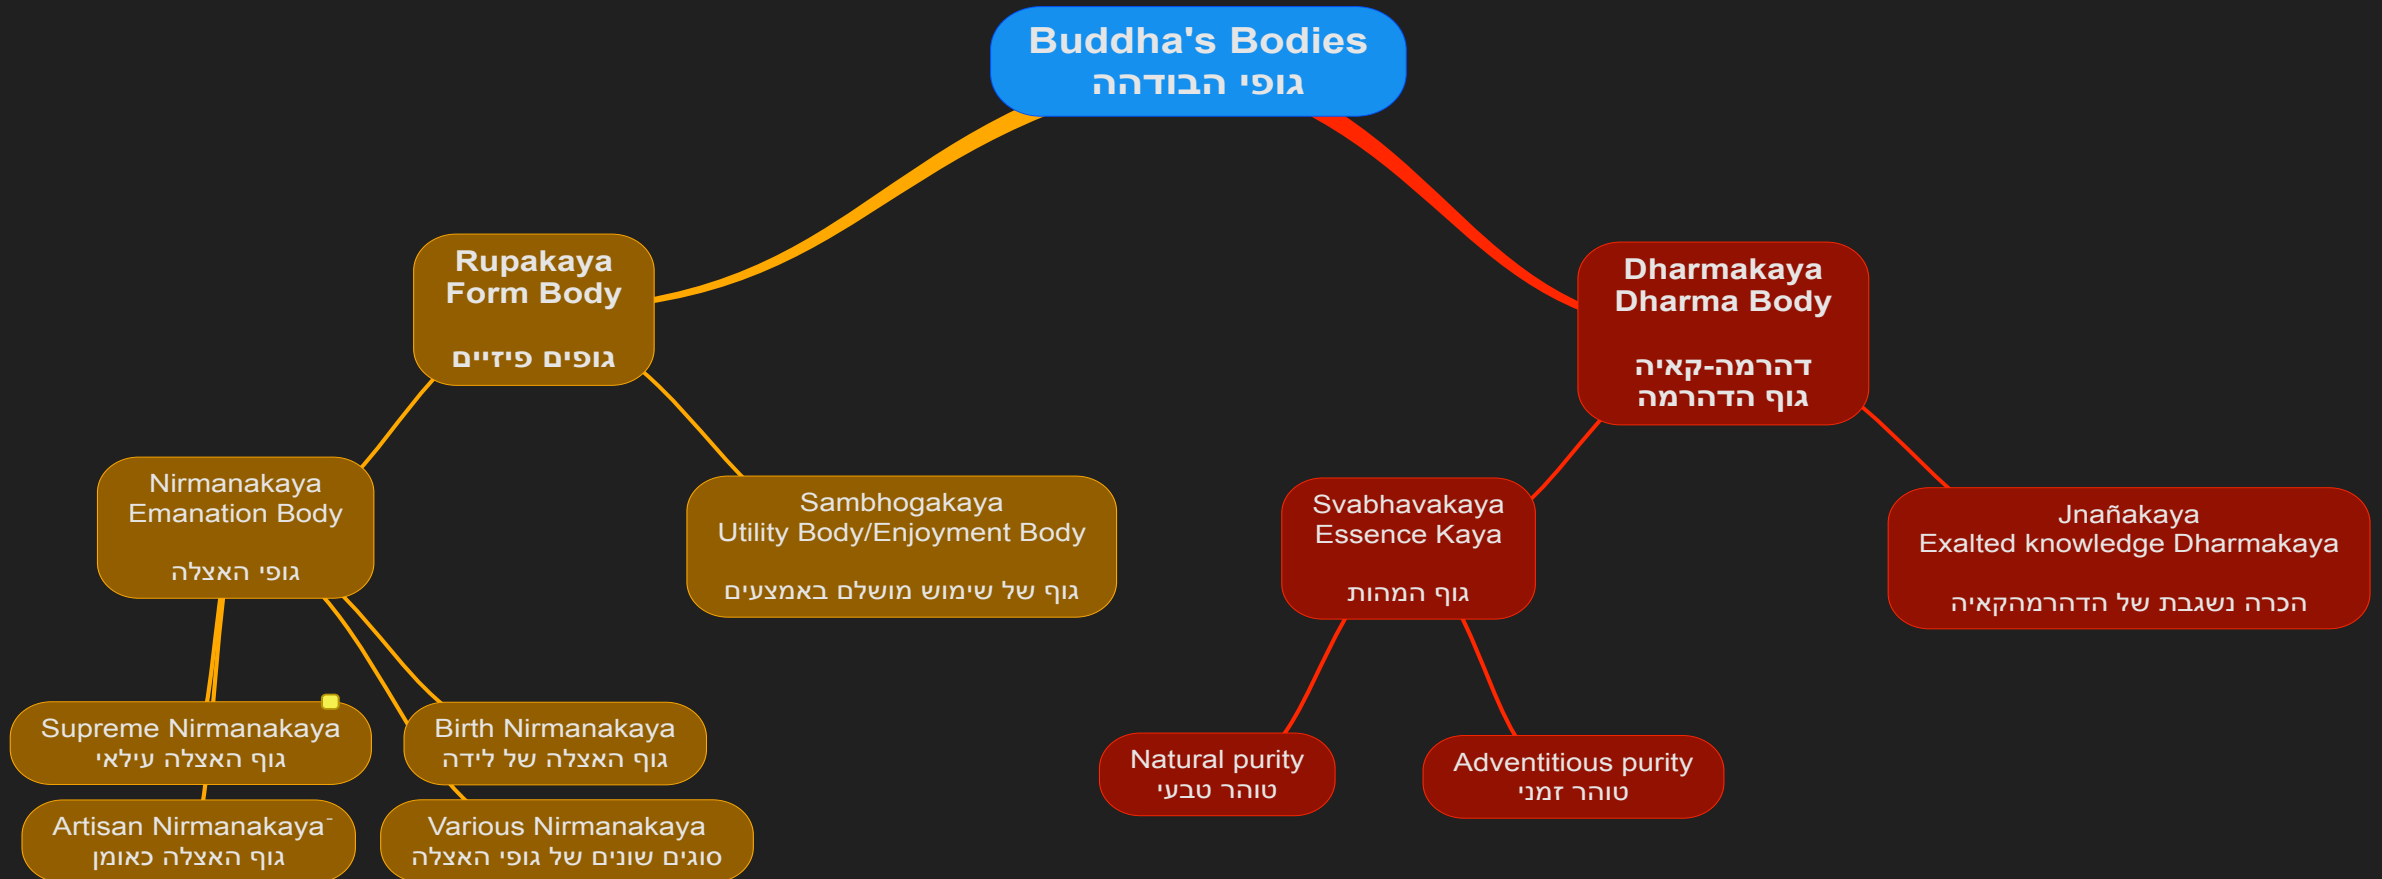 Buddha's Bodies
גופי הבודהה
Rupakaya
Form Body
גופים פיזיים
Dharmakaya
Dharma Body
דהרמה-קאיה
גוף הדהרמה
Nirmanakaya
Emanation Body
גופי האצלה
Sambhogakaya
Utility Body/Enjoyment Body
גוף של שימוש מושלם באמצעים
Svabhavakaya
Essence Kaya
גוף המהות
Jnañakaya
Exalted knowledge Dharmakaya
הכרה נשגבת של הדהרמהקאיה
Supreme Nirmanakaya
גוף האצלה עילאי
Birth Nirmanakaya
גוף האצלה של לידה
Artisan Nirmanakaya
גוף האצלה כאומן
Various Nirmanakaya
סוגים שונים של גופי האצלה
Natural purity
טוהר טבעי
Adventitious purity
טוהר זמני